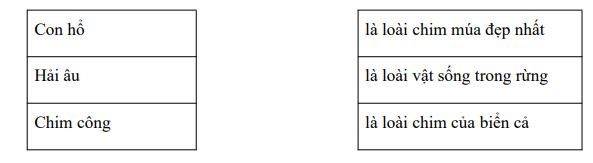 Con hổ
là loài chim múa đẹp nhất
Hải âu
là loài vật sống trong rừng
Chim công
là loài chim của biển cả